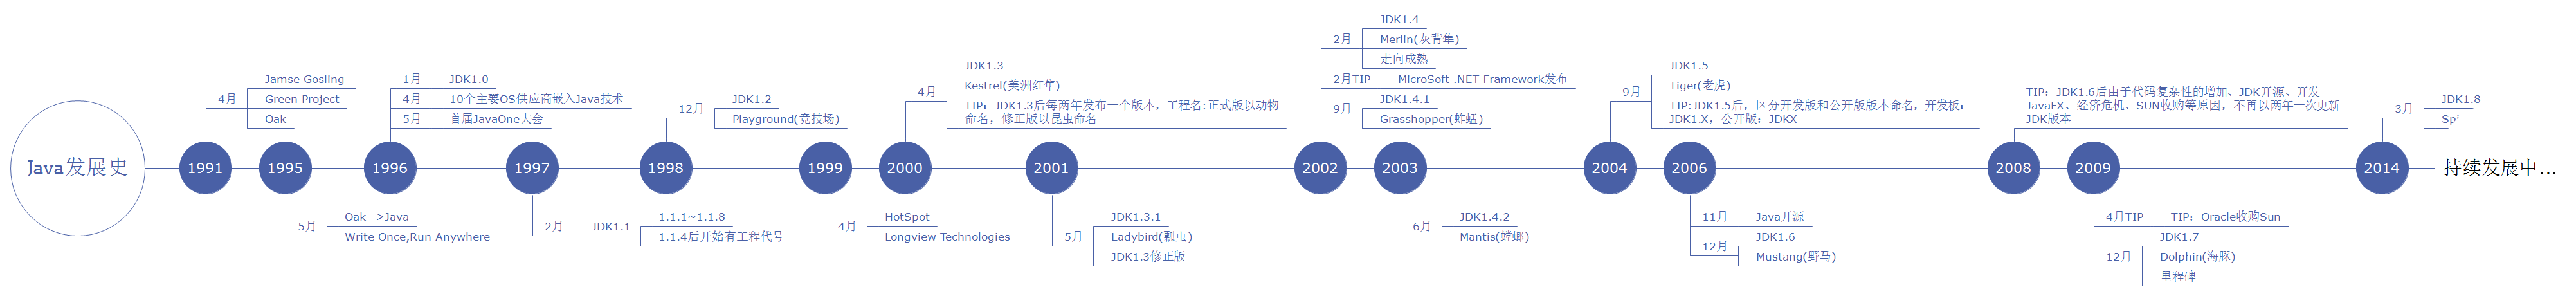 Java发展史
1991
4月
Jamse Gosling
Green Project
Oak
1995
5月
Oak-->Java
Write Once,Run Anywhere
1996
1月 JDK1.0
4月 10个主要OS供应商嵌入Java技术
5月 首届JavaOne大会
1997
2月 JDK1.1
1.1.1~1.1.8
1.1.4后开始有工程代号
1998
12月
JDK1.2
Playground(竞技场)
1999
4月
HotSpot
Longview Technologies
2000
4月
JDK1.3
Kestrel(美洲红隼)
TIP：JDK1.3后每两年发布一个版本，工程名:正式版以动物
命名，修正版以昆虫命名
2001
5月
JDK1.3.1
Ladybird(瓢虫)
JDK1.3修正版
2002
2月
JDK1.4
Merlin(灰背隼)
走向成熟
2月TIP MicroSoft .NET Framework发布
9月
JDK1.4.1
Grasshopper(蚱蜢)
2003
6月
JDK1.4.2
Mantis(螳螂)
2004
9月
JDK1.5
Tiger(老虎)
TIP:JDK1.5后，区分开发版和公开版版本命名，开发板：
JDK1.X，公开版：JDKX
2006
11月 Java开源
12月
JDK1.6
Mustang(野马)
2008
TIP：JDK1.6后由于代码复杂性的增加、JDK开源、开发
JavaFX、经济危机、SUN收购等原因，不再以两年一次更新
JDK版本
2009
4月TIP TIP：Oracle收购Sun
12月
JDK1.7
Dolphin(海豚)
里程碑
2014
3月
JDK1.8
持续发展中...